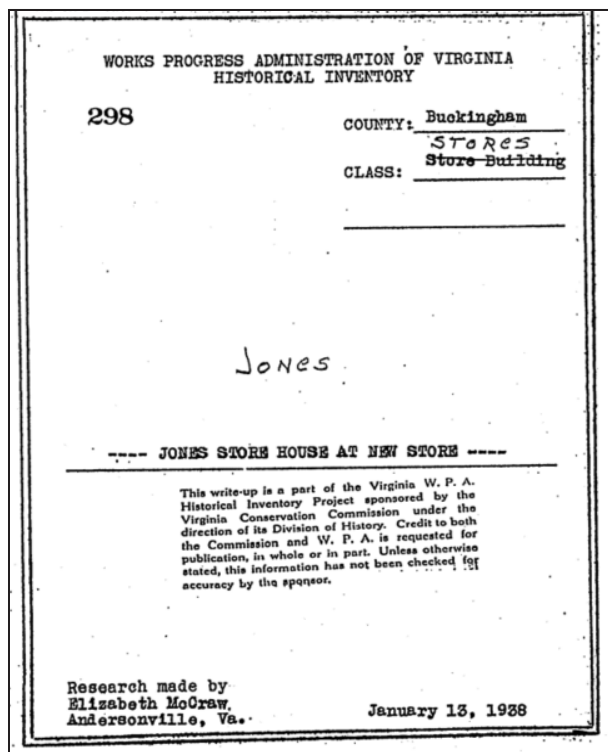 WORKS PROGRESS ADMINISTRATION OF VIRGINIA
HISTORICAL INVENTORY
298
COUNTY: Buckingham
STORES
CLASS: Store Building
Jones
---- JONES STORE HOUSE AT NEW STORE ----
This write-up is a part of the Virginia W. P. A.
Historical Inventory Project sponsored by the
Virginia Conservation Commission under the
direction of its Division of History. Credit to both
the Commission and W. P. A. is requested for
publication, in whole or in part. Unless otherwise
stated, this information has not been checked for
accuracy by the sponsor.
Research made by
Elizabeth McCraw,
Andersonville, Va.
January 13, 1938